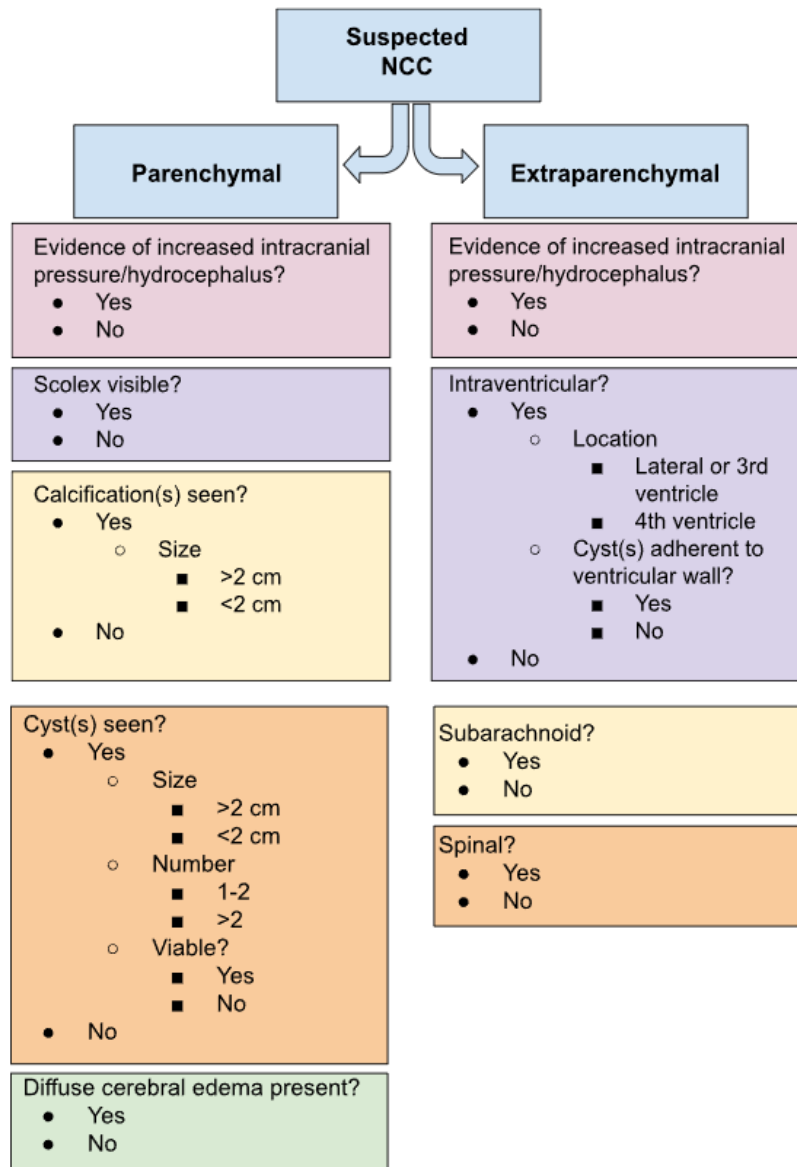 Suspected
NCC
Parenchymal
Extraparenchymal
Evidence of increased intracranial
pressure/hydrocephalus?
● Yes
● No
Scolex visible?
● Yes
● No
Calcification(s) seen?
● Yes
○ Size
■ >2 cm
■ <2 cm
● No
Cyst(s) seen?
● Yes
○ Size
■ >2 cm
■ <2 cm
○ Number
■ 1-2
■ >2
○ Viable?
■ Yes
■ No
● No
Diffuse cerebral edema present?
● Yes
● No
Evidence of increased intracranial
pressure/hydrocephalus?
● Yes
● No
Intraventricular?
● Yes
○ Location
■ Lateral or 3rd
ventricle
■ 4th ventricle
○ Cyst(s) adherent to
ventricular wall?
■ Yes
■ No
● No
Subarachnoid?
● Yes
● No
Spinal?
● Yes
● No